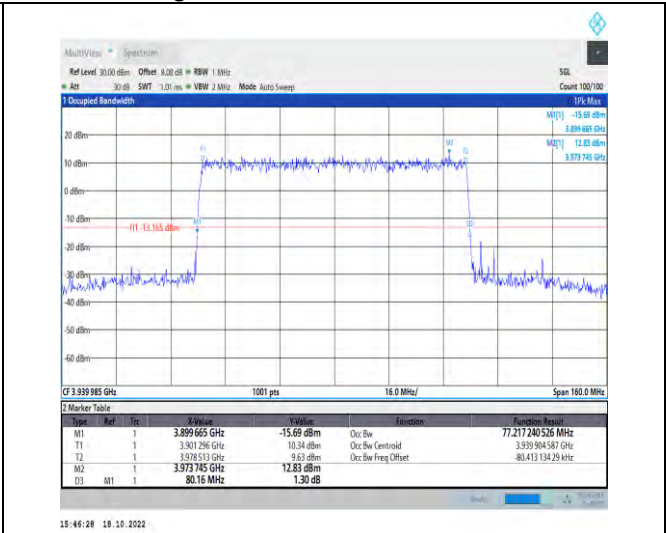 MultiView Spectrum
Ref Level 30.00 dBm Offset 8.08 dB RBW 1 MHz SGL
Att 30 dB SWT 1.01 ms VBW 2 MHz Mode Auto Sweep Count 100/100
1 Occupied Bandwidth 1Pk Max
M1[1] -15.69 dBm
3.899 665 GHz
M2[1] 12.83 dBm
3.973 745 GHz
20 dBm
T1 M2 T2
10 dBm
0 dBm
-10 dBm
H1 -13.165 dBm M1 D3
-20 dBm
-30 dBm
-40 dBm
-50 dBm
-60 dBm
CF 3.939 985 GHz 1001 pts 16.0 MHz/ Span 160.0 MHz
2 Marker Table
Type Ref Trc X-Value Y-Value Function Function Result
M1 1 3.899 665 GHz -15.69 dBm Occ Bw 77.217 240 526 MHz
T1 1 3.901 296 GHz 10.34 dBm Occ Bw Centroid 3.939 904 587 GHz
T2 1 3.978 513 GHz 9.63 dBm Occ Bw Freq Offset -80.413 134 29 kHz
M2 1 3.973 745 GHz 12.83 dBm
D3 M1 1 80.16 MHz 1.30 dB
15:46:28 18.10.2022